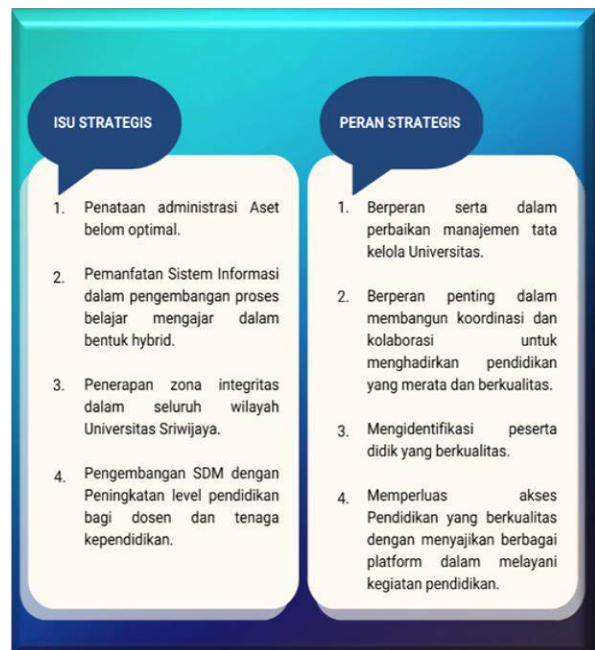 ISU STRATEGIS
1. Penataan administrasi Aset
belom optimal.
2. Pemanfatan Sistem Informasi
dalam pengembangan proses
belajar mengajar dalam
bentuk hybrid.
3. Penerapan zona integritas
dalam seluruh wilayah
Universitas Sriwijaya.
4. Pengembangan SDM dengan
Peningkatan level pendidikan
bagi dosen dan tenaga
kependidikan.
PERAN STRATEGIS
1. Berperan serta dalam
perbaikan manajemen tata
kelola Universitas.
2. Berperan penting dalam
membangun koordinasi dan
kolaborasi untuk
menghadirkan pendidikan
yang merata dan berkualitas.
3. Mengidentifikasi peserta
didik yang berkualitas.
4. Memperluas akses
Pendidikan yang berkualitas
dengan menyajikan berbagai
platform dalam melayani
kegiatan pendidikan.